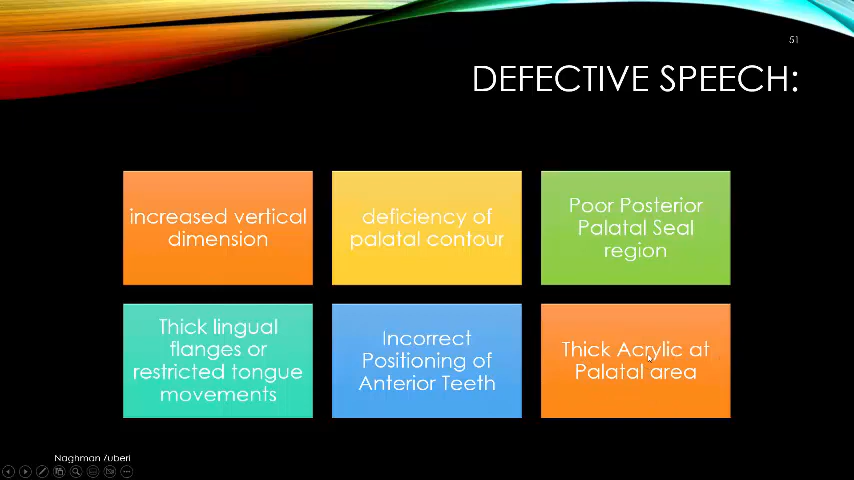 51
DEFECTIVE SPEECH:
increased vertical
dimension
deficiency of
palatal contour
Poor Posterior
Palatal Seal
region
Thick lingual
flanges or
restricted tongue
movements
Incorrect
Positioning of
Anterior Teeth
Thick Acrylic at
Palatal area
Naghman Zuberi